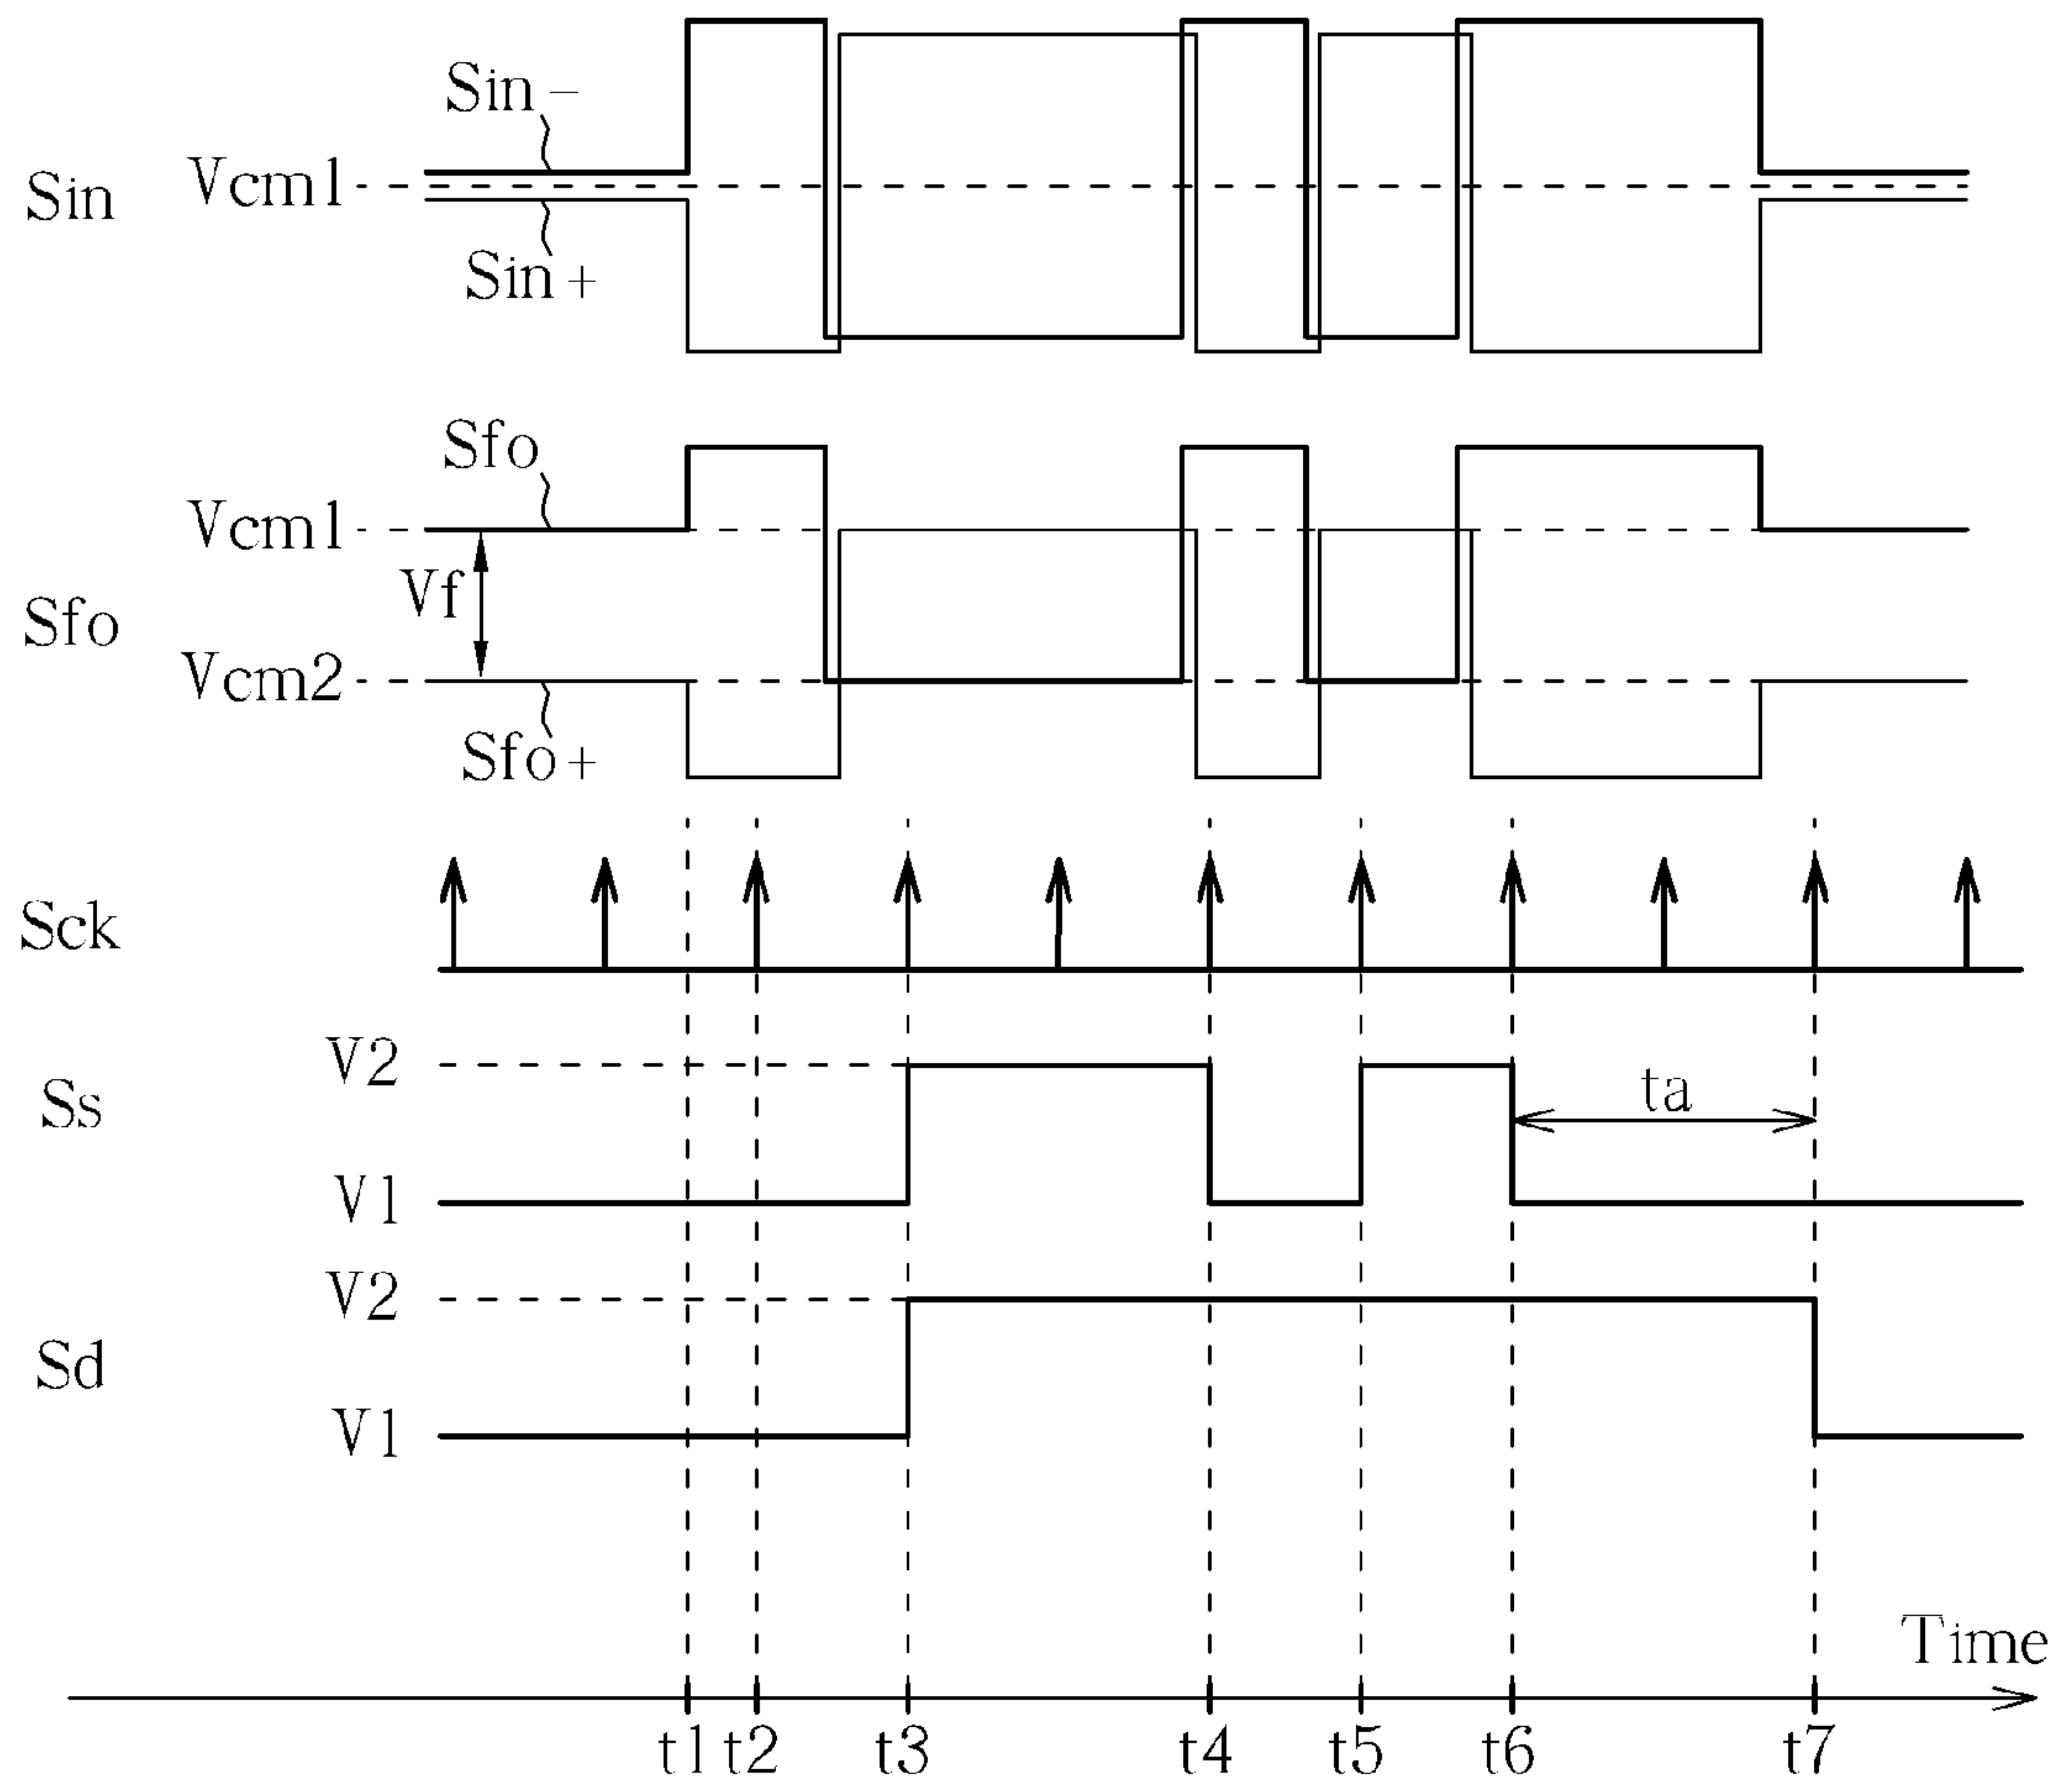 Sin−
Vcm1
Sin
Sin+
Sfo
Vcm1
Vf
Sfo
Vcm2
Sfo+
Sck
V2
ta
Ss
V1
V2
Sd
V1
Time
t1 t2 t3 t4 t5 t6 t7